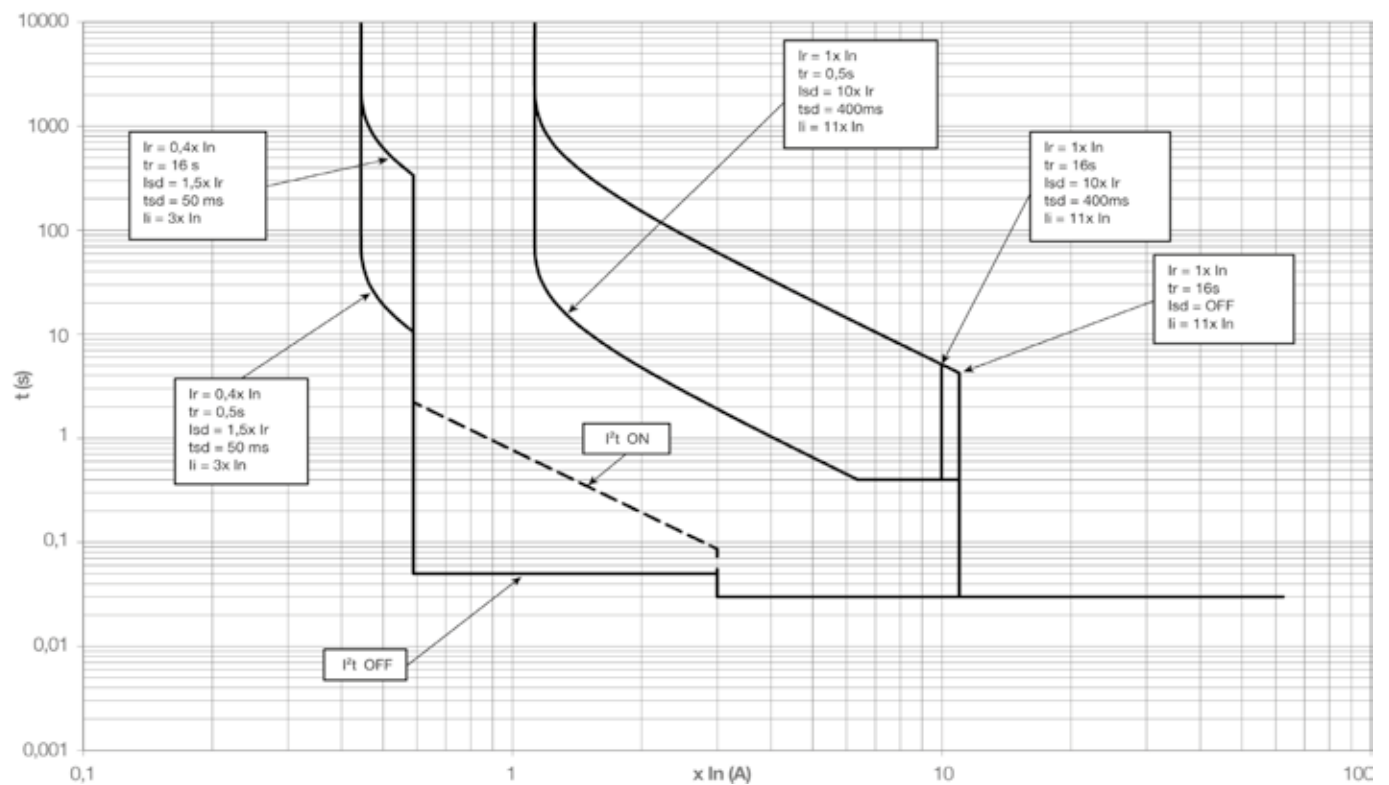 10000
1000
100
10
1
0,1
0,01
0,001
t (s)
0,1
1
10
100
x In (A)
Ir = 0,4x In
tr = 16 s
Isd = 1,5x Ir
tsd = 50 ms
Ii = 3x In
Ir = 0,4x In
tr = 0,5s
Isd = 1,5x Ir
tsd = 50 ms
Ii = 3x In
Ir = 1x In
tr = 0,5s
Isd = 10x Ir
tsd = 400ms
Ii = 11x In
Ir = 1x In
tr = 16s
Isd = 10x Ir
tsd = 400ms
Ii = 11x In
Ir = 1x In
tr = 16s
Isd = OFF
Ii = 11x In
I²t ON
I²t OFF